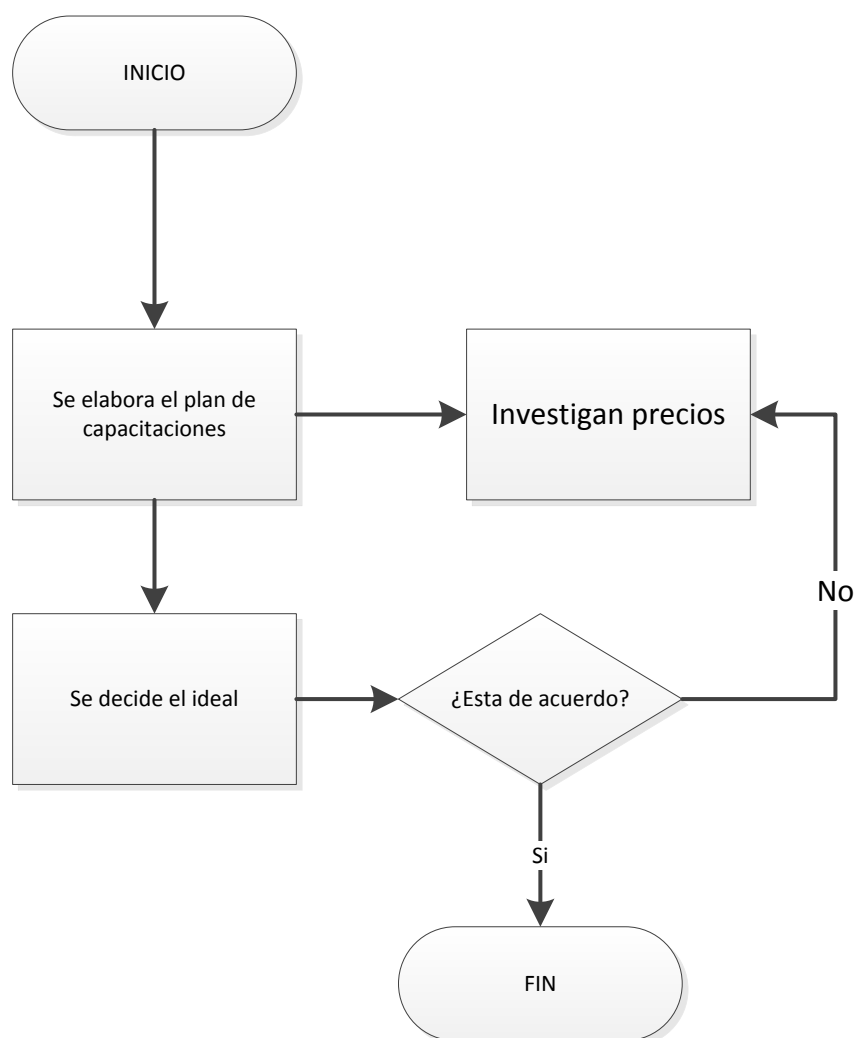 INICIO
Se elabora el plan de
capacitaciones
Investigan precios
No
Se decide el ideal
¿Esta de acuerdo?
Si
FIN